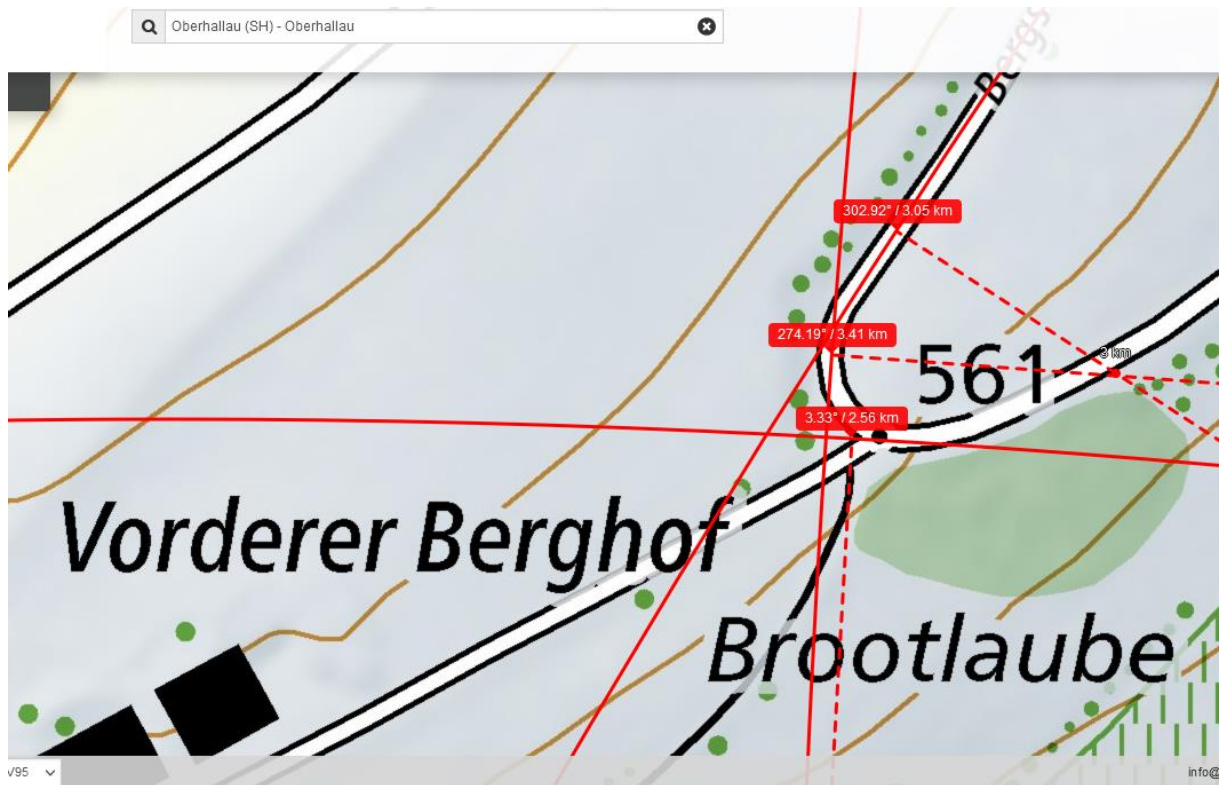 Oberhallau (SH) - Oberhallau
302.92° / 3.05 km
274.19° / 3.41 km
3 km
561
3.33° / 2.56 km
Vorderer Berghof
Brootlaube
V95
info@